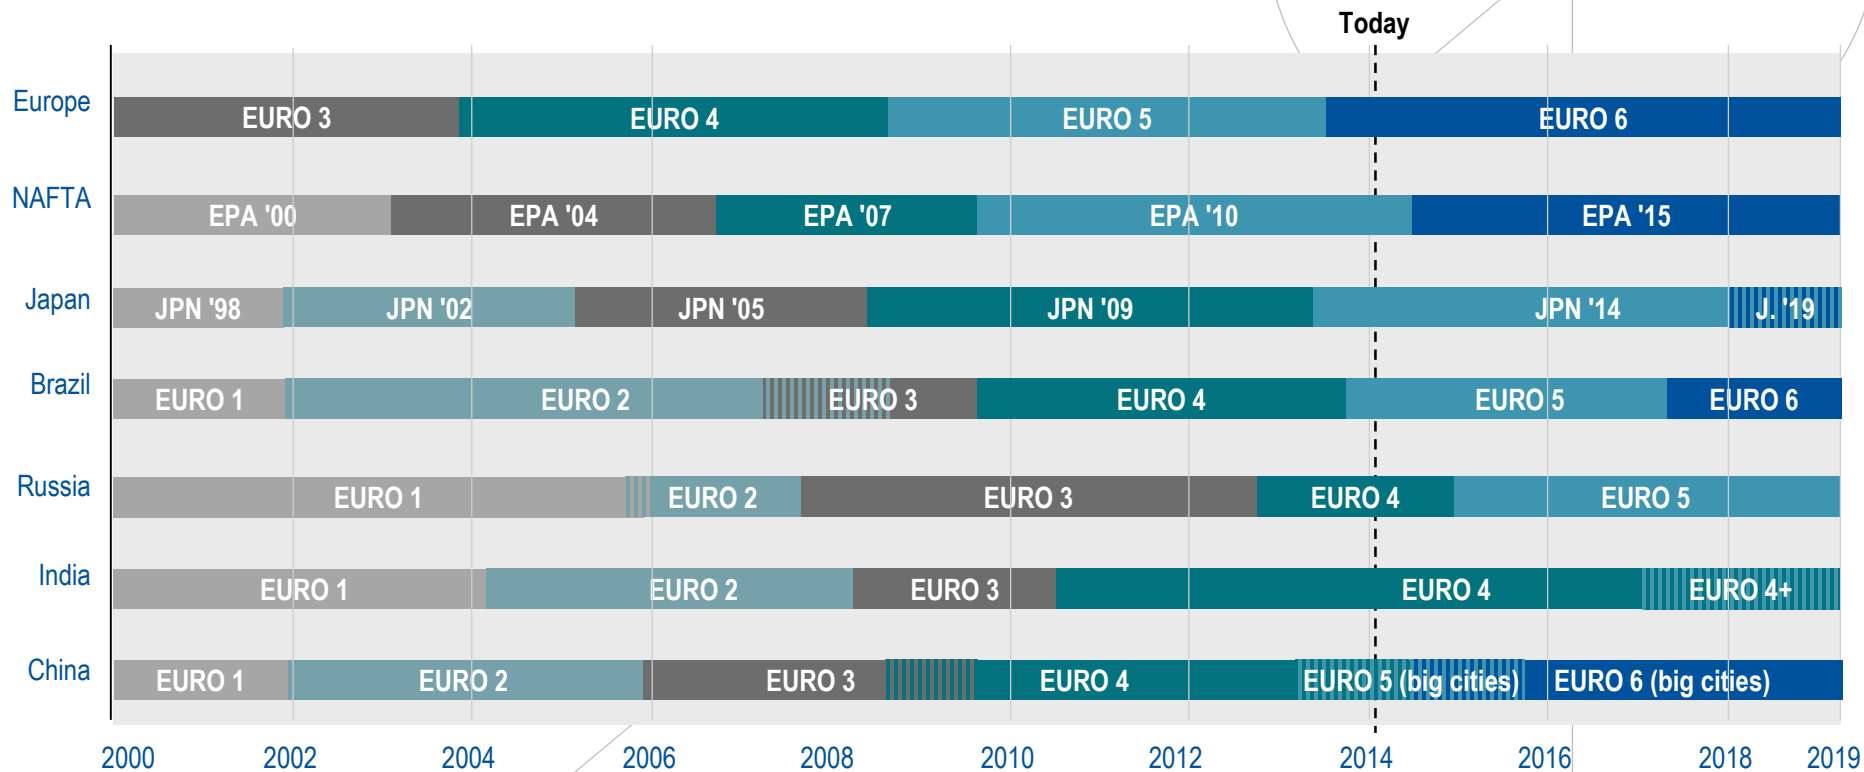 Today
Europe EURO 3 EURO 4 EURO 5 EURO 6
NAFTA EPA '00 EPA '04 EPA '07 EPA '10 EPA '15
Japan JPN '98 JPN '02 JPN '05 JPN '09 JPN '14 J. '19
Brazil EURO 1 EURO 2 EURO 3 EURO 4 EURO 5 EURO 6
Russia EURO 1 EURO 2 EURO 3 EURO 4 EURO 5
India EURO 1 EURO 2 EURO 3 EURO 4 EURO 4+
China EURO 1 EURO 2 EURO 3 EURO 4 EURO 5 (big cities) EURO 6 (big cities)
2000 2002 2004 2006 2008 2010 2012 2014 2016 2018 2019